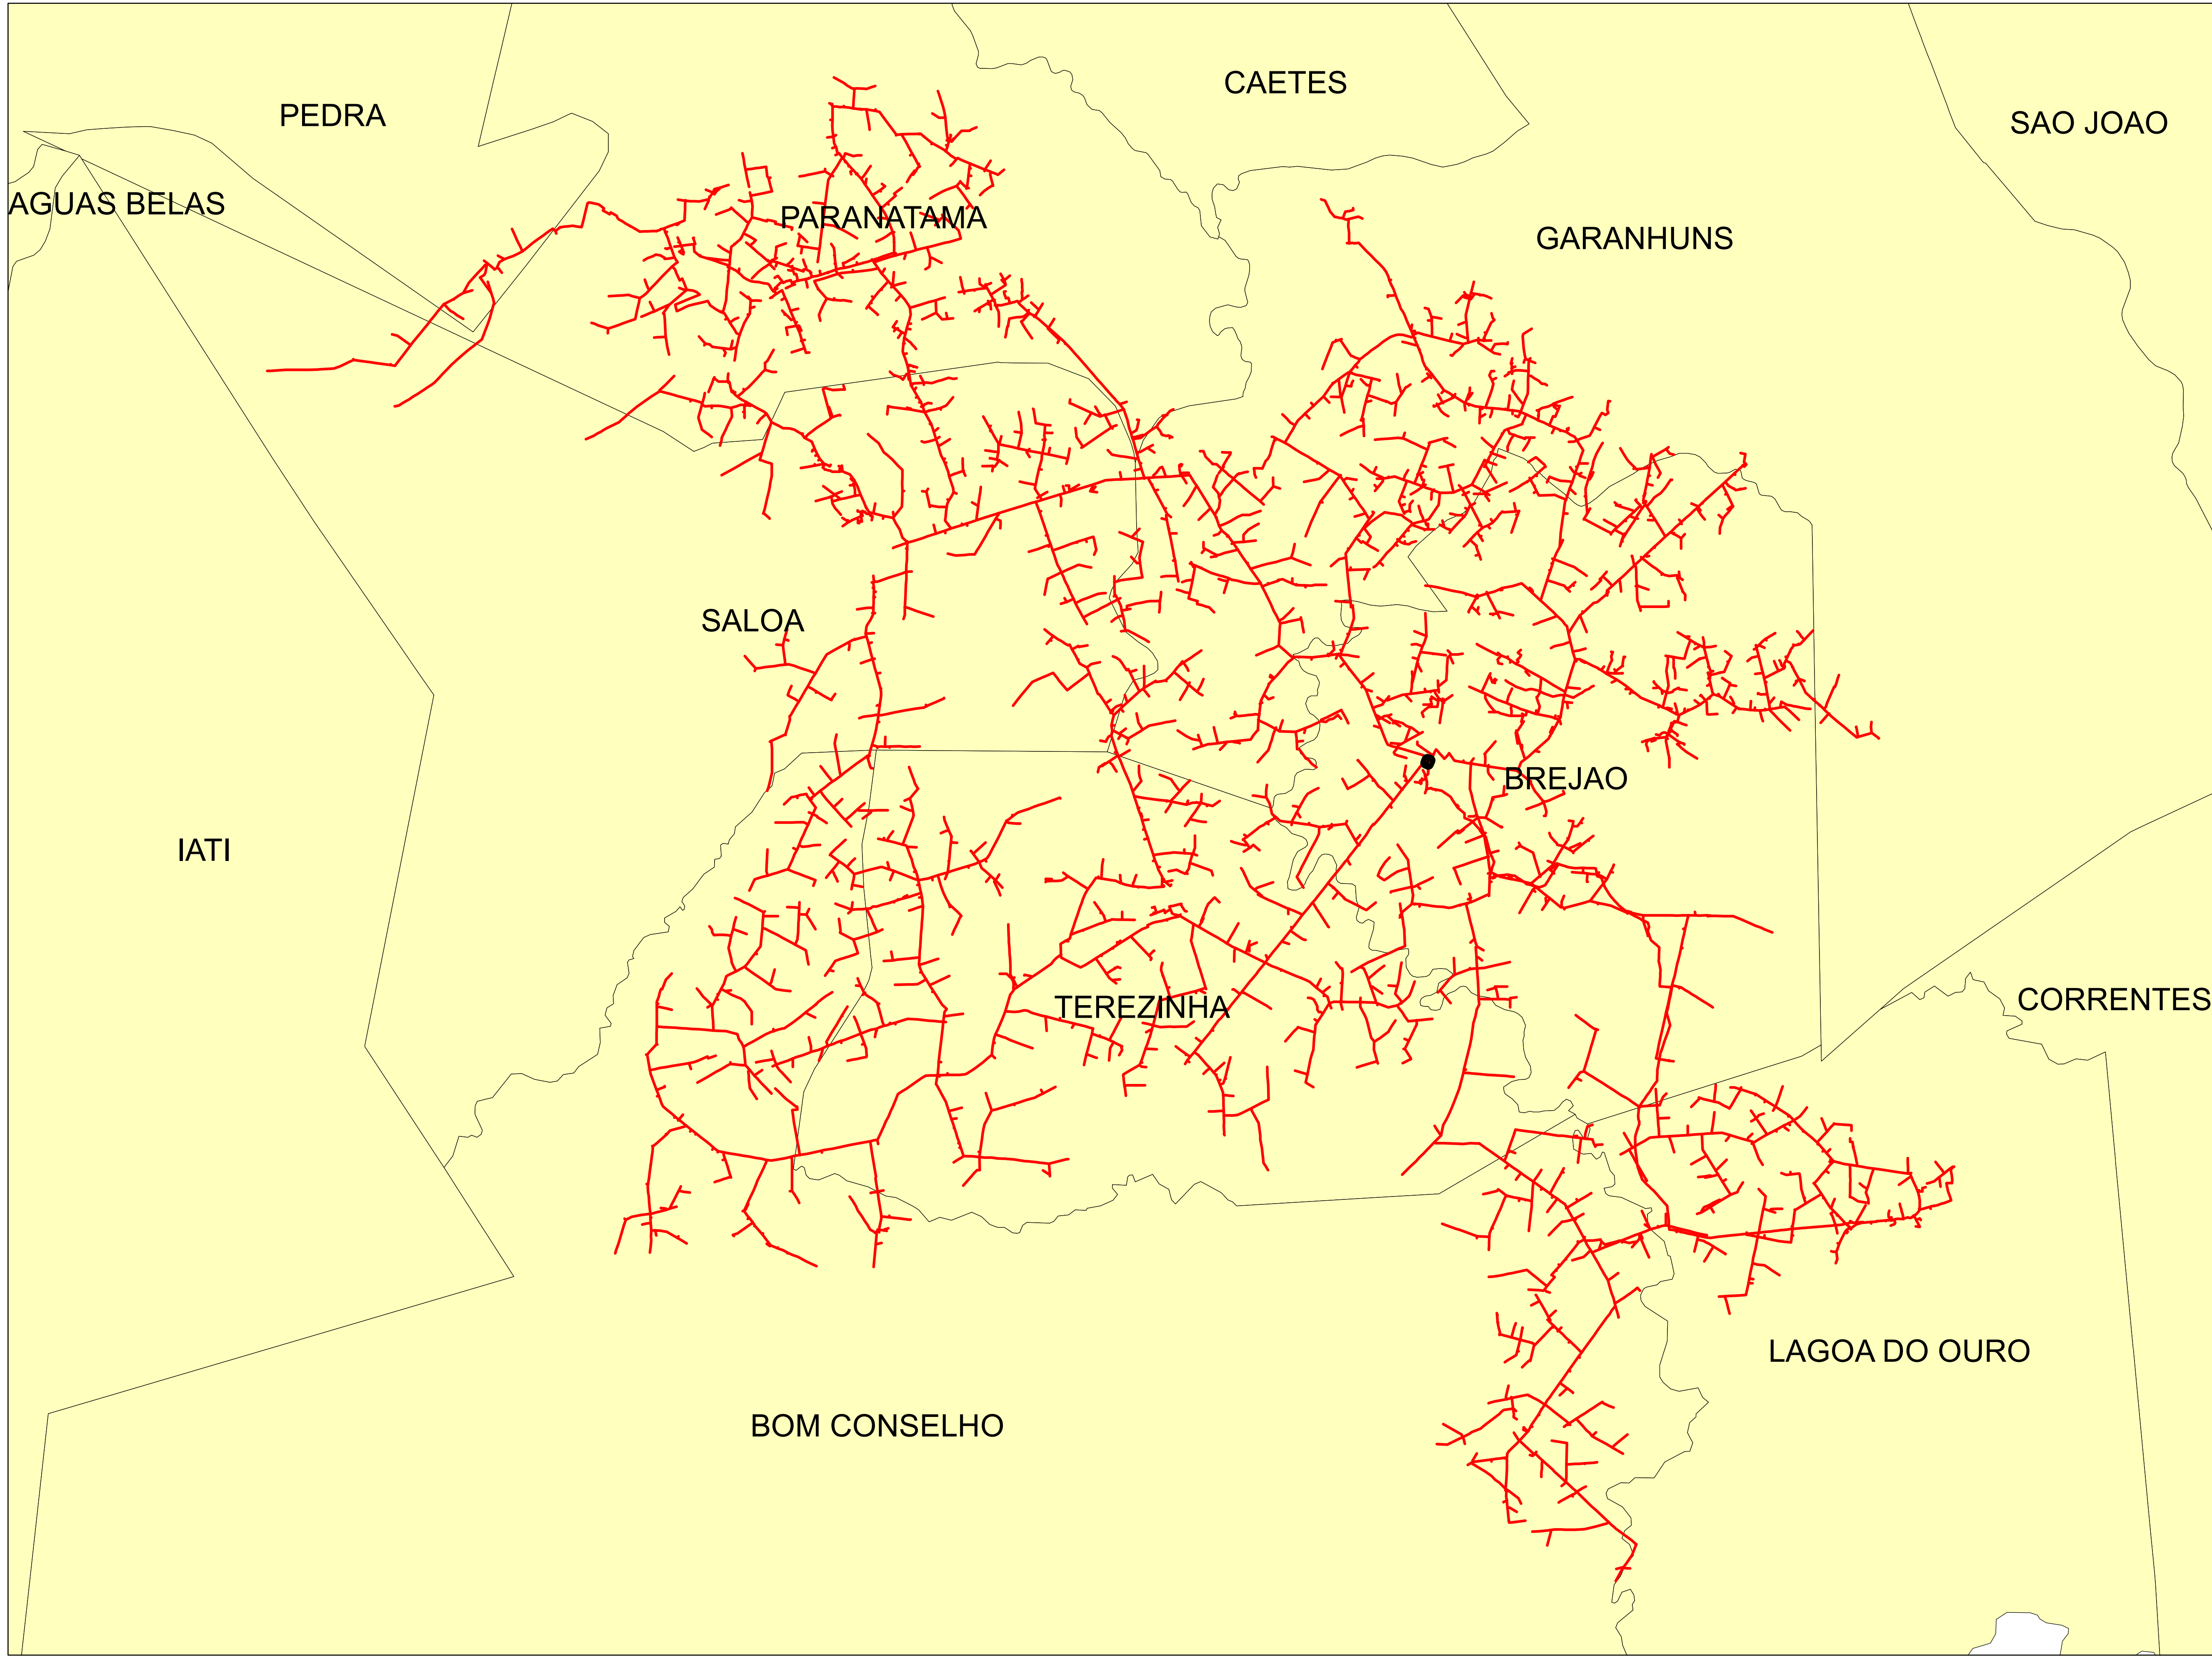 CAETES
PEDRA
SAO JOAO
AGUAS BELAS
PARANATAMA
GARANHUNS
SALOA
BREJAO
IATI
TEREZINHA
CORRENTES
LAGOA DO OURO
BOM CONSELHO